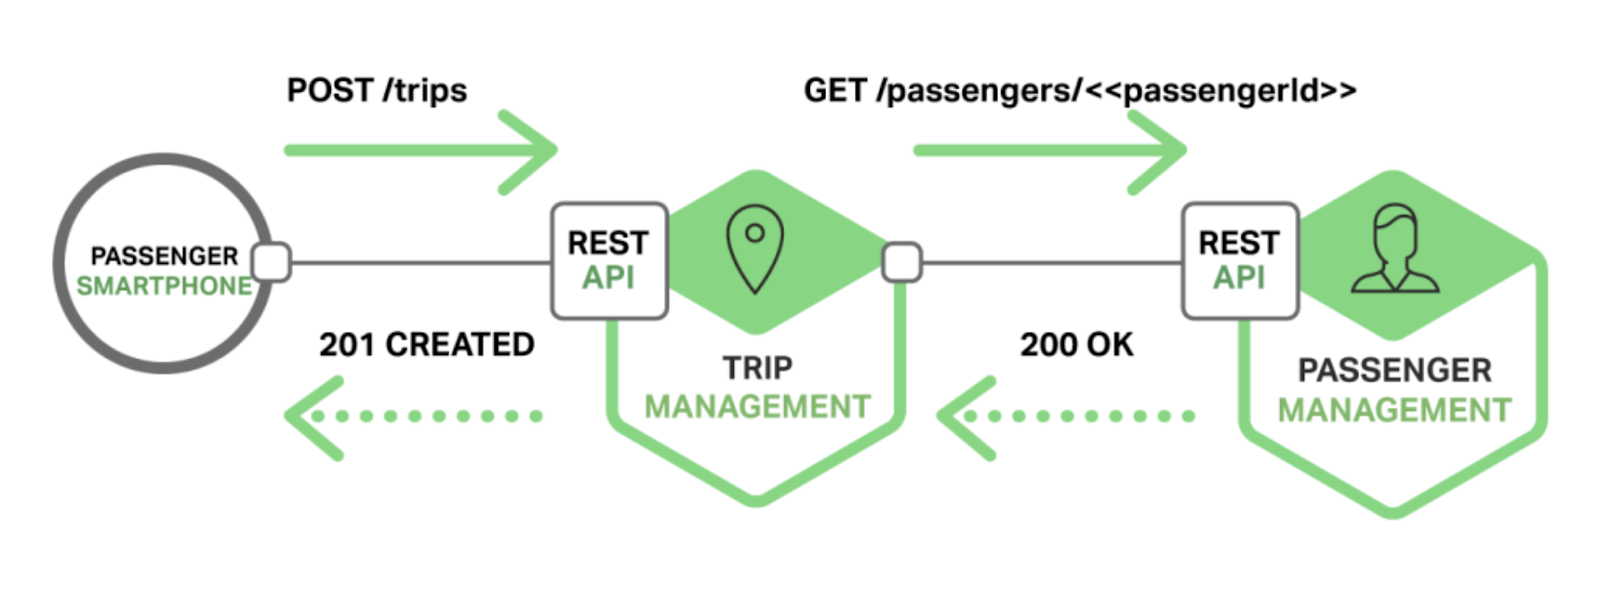 POST /trips
GET /passengers/<<passengerId>>
PASSENGER
SMARTPHONE
REST
API
REST
API
201 CREATED
TRIP
MANAGEMENT
200 OK
PASSENGER
MANAGEMENT